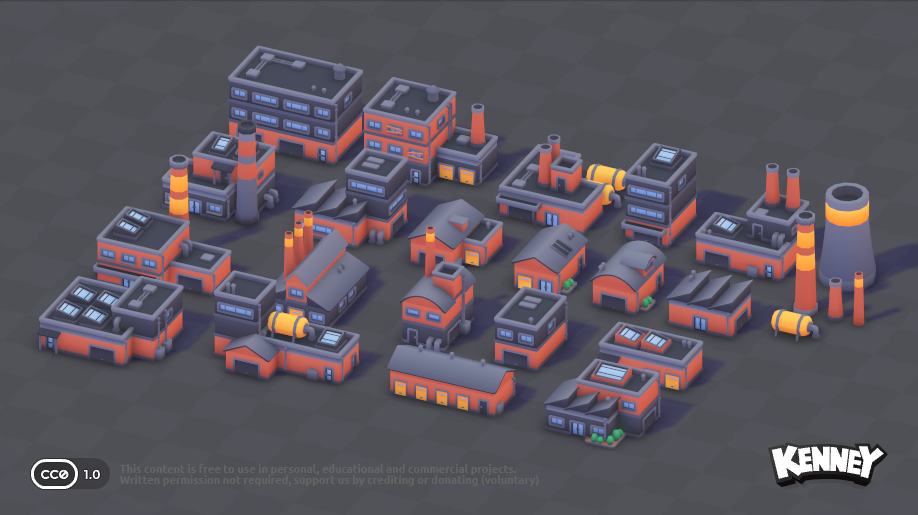 CC0 1.0
This content is free to use in personal, educational and commercial projects.
Written permission not required, support us by crediting or donating (voluntary)
KENNEY